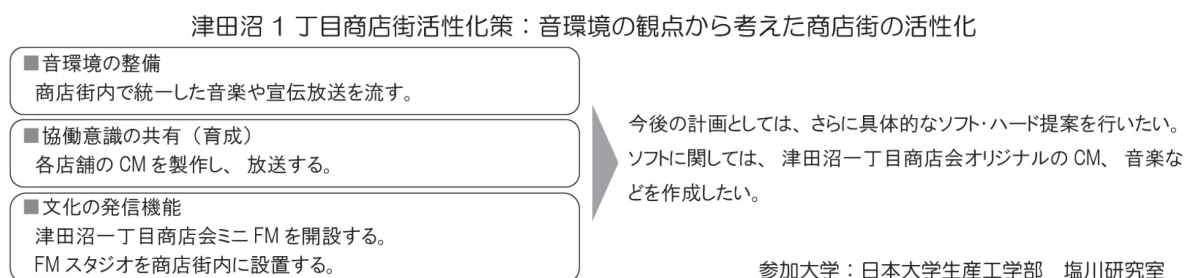 津田沼 1 丁目商店街活性化策：音環境の観点から考えた商店街の活性化
■音環境の整備
商店街内で統一した音楽や宣伝放送を流す。
■協働意識の共有（育成）
各店舗の CM を製作し、放送する。
■文化の発信機能
津田沼一丁目商店会ミニ FM を開設する。
FM スタジオを商店街内に設置する。
今後の計画としては、さらに具体的なソフト・ハード提案を行いたい。
ソフトに関しては、津田沼一丁目商店会オリジナルの CM、音楽な
どを作成したい。
参加大学：日本大学生産工学部　塩川研究室